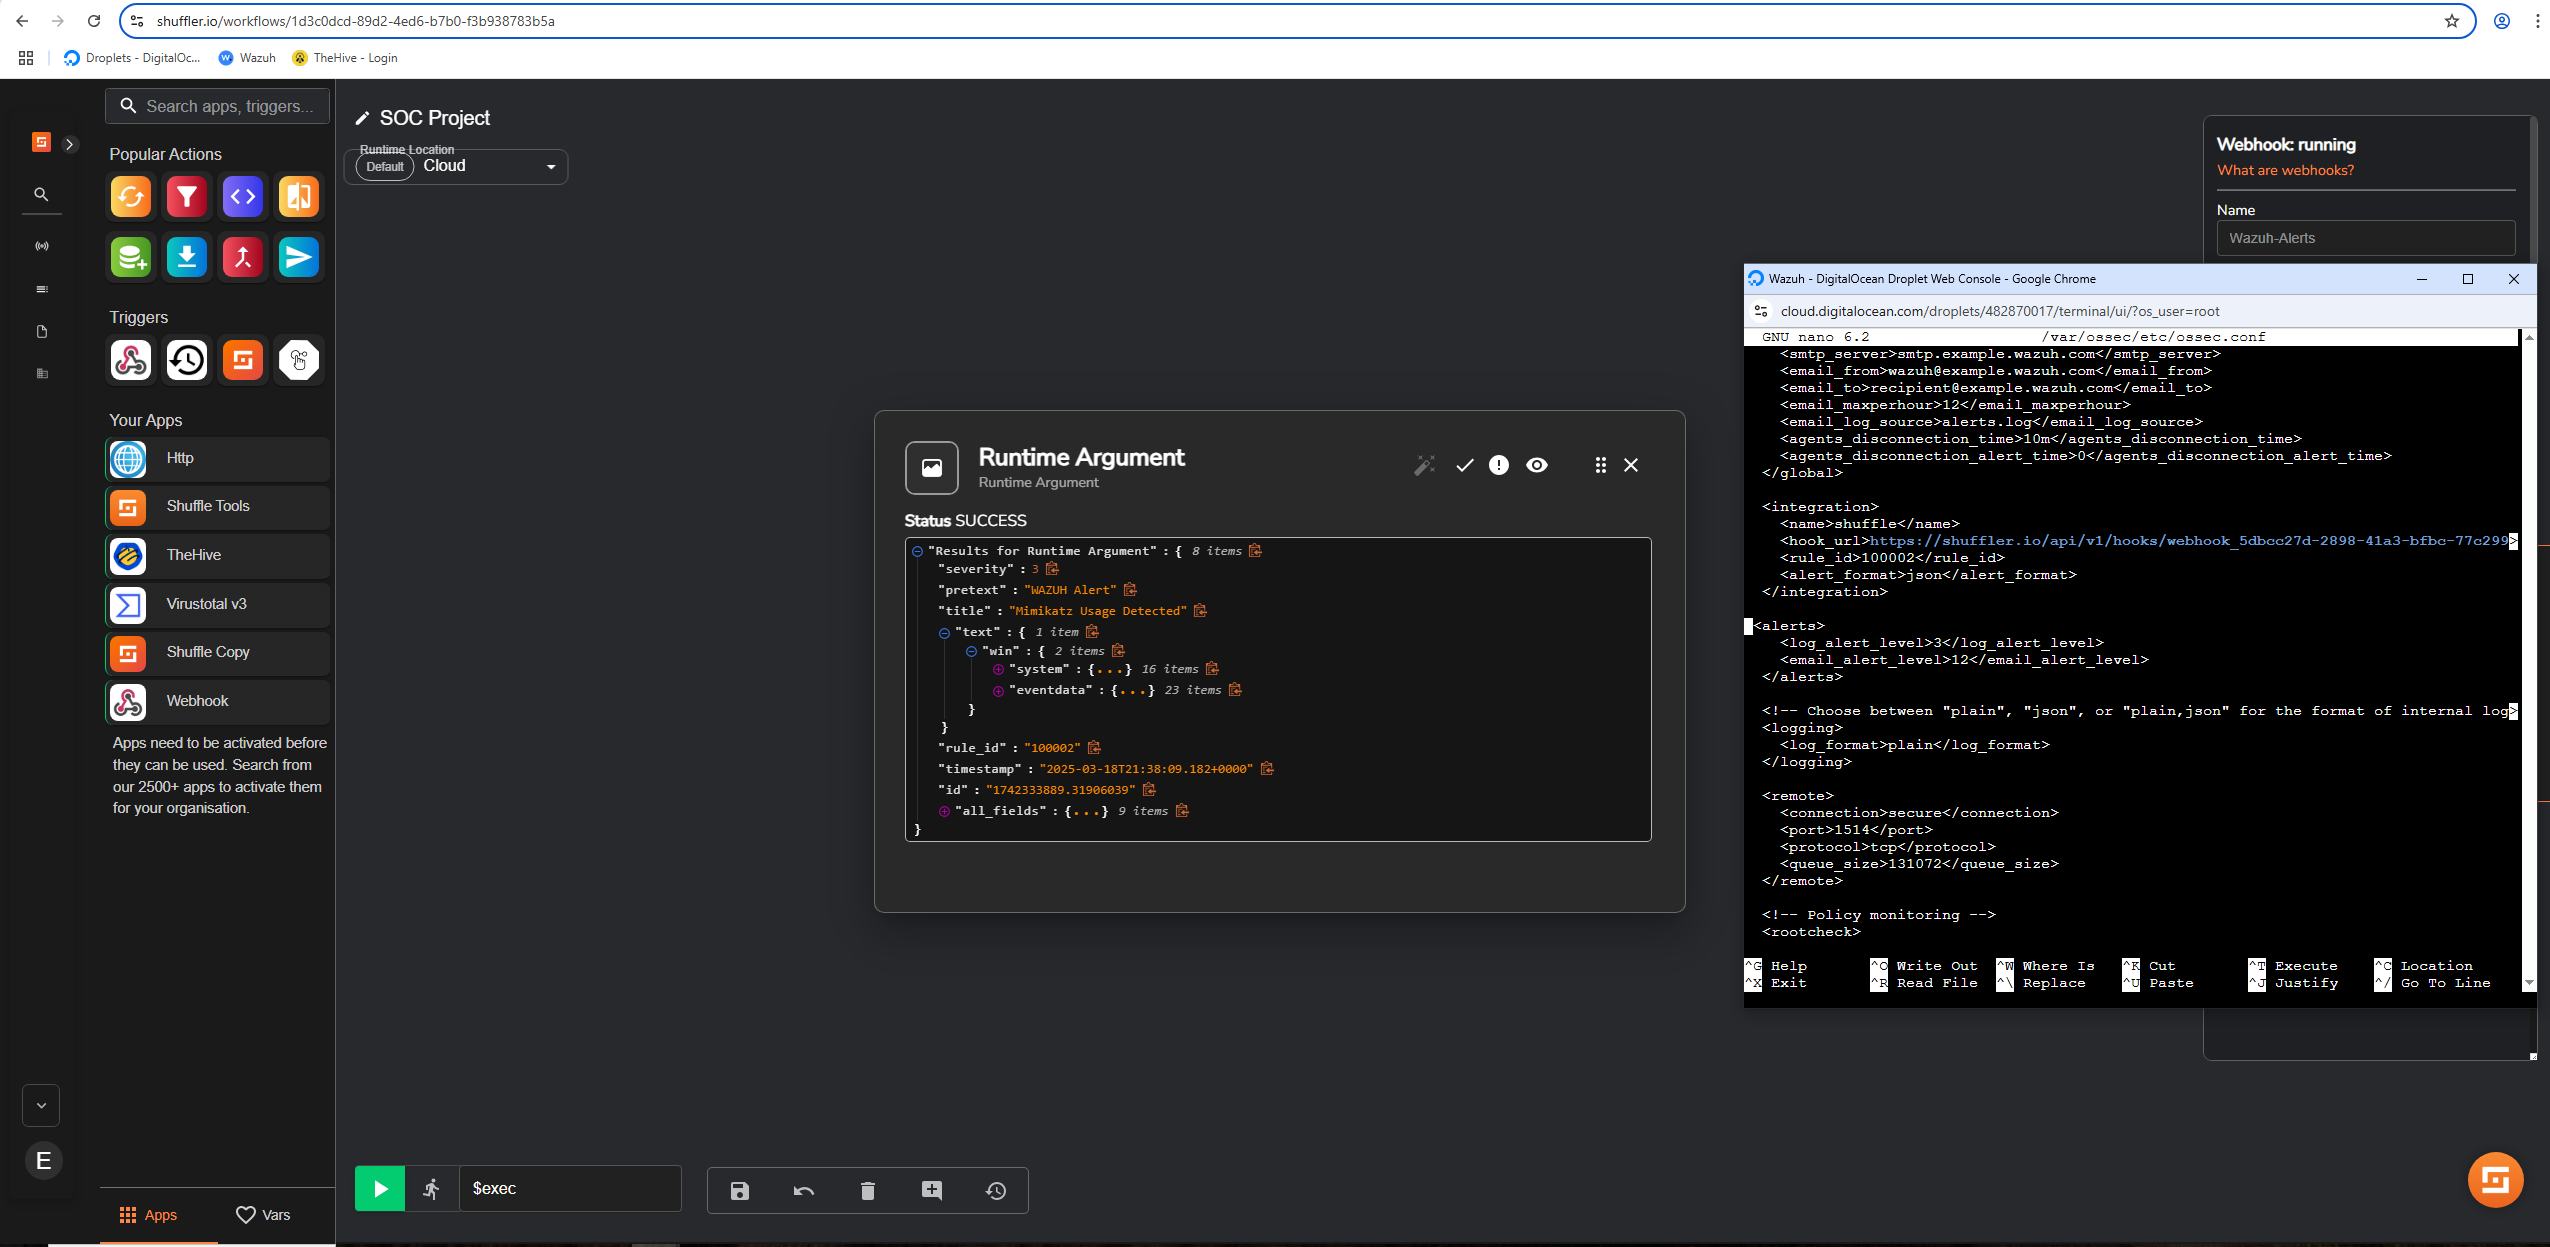 shuffler.io/workflows/1d3c0dcd-89d2-4ed6-b7b0-f3b938783b5a
Droplets - DigitalOc...
Wazuh
TheHive - Login
Search apps, triggers...
Popular Actions
Triggers
Your Apps
Http
Shuffle Tools
TheHive
Virustotal v3
Shuffle Copy
Webhook
Apps need to be activated before
they can be used. Search from
our 2500+ apps to activate them
for your organisation.
E
Apps
Vars
SOC Project
Runtime Location
Default
Cloud
Runtime Argument
Runtime Argument
Status SUCCESS
"Results for Runtime Argument" : { 8 items
"severity" : 3
"pretext" : "WAZUH Alert"
"title" : "Mimikatz Usage Detected"
"text" : { 1 item
"win" : { 2 items
"system" : {...} 16 items
"eventdata" : {...} 23 items
}
}
"rule_id" : "100002"
"timestamp" : "2025-03-18T21:38:09.182+0000"
"id" : "1742333889.31906039"
"all_fields" : {...} 9 items
}
$exec
Webhook: running
What are webhooks?
Name
Wazuh-Alerts
Wazuh - DigitalOcean Droplet Web Console - Google Chrome
cloud.digitalocean.com/droplets/482870017/terminal/ui/?os_user=root
GNU nano 6.2 /var/ossec/etc/ossec.conf
<smtp_server>smtp.example.wazuh.com</smtp_server>
<email_from>wazuh@example.wazuh.com</email_from>
<email_to>recipient@example.wazuh.com</email_to>
<email_maxperhour>12</email_maxperhour>
<email_log_source>alerts.log</email_log_source>
<agents_disconnection_time>10m</agents_disconnection_time>
<agents_disconnection_alert_time>0</agents_disconnection_alert_time>
</global>
<integration>
<name>shuffle</name>
<hook_url>https://shuffler.io/api/v1/hooks/webhook_5dbcc27d-2898-41a3-bfbc-77c299>
<rule_id>100002</rule_id>
<alert_format>json</alert_format>
</integration>
<alerts>
<log_alert_level>3</log_alert_level>
<email_alert_level>12</email_alert_level>
</alerts>
<!-- Choose between "plain", "json", or "plain,json" for the format of internal log>
<logging>
<log_format>plain</log_format>
</logging>
<remote>
<connection>secure</connection>
<port>1514</port>
<protocol>tcp</protocol>
<queue_size>131072</queue_size>
</remote>
<!-- Policy monitoring -->
<rootcheck>
^G Help ^O Write Out ^W Where Is ^K Cut ^T Execute ^C Location
^X Exit ^R Read File ^\ Replace ^U Paste ^J Justify ^/ Go To Line